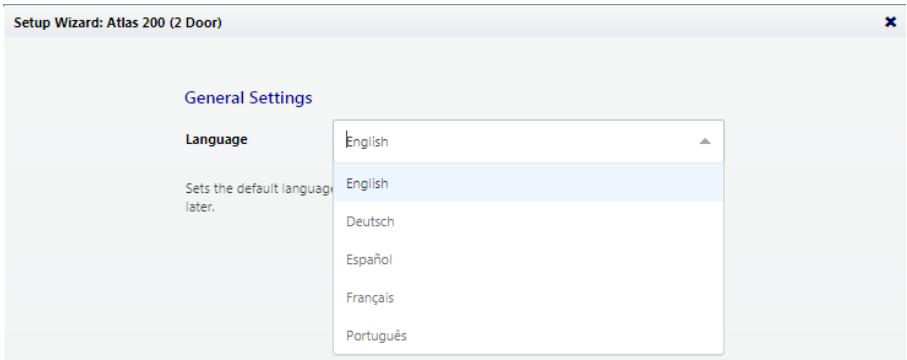 Setup Wizard: Atlas 200 (2 Door)
General Settings
Language
English
Sets the default language
later.
English
Deutsch
Español
Français
Português